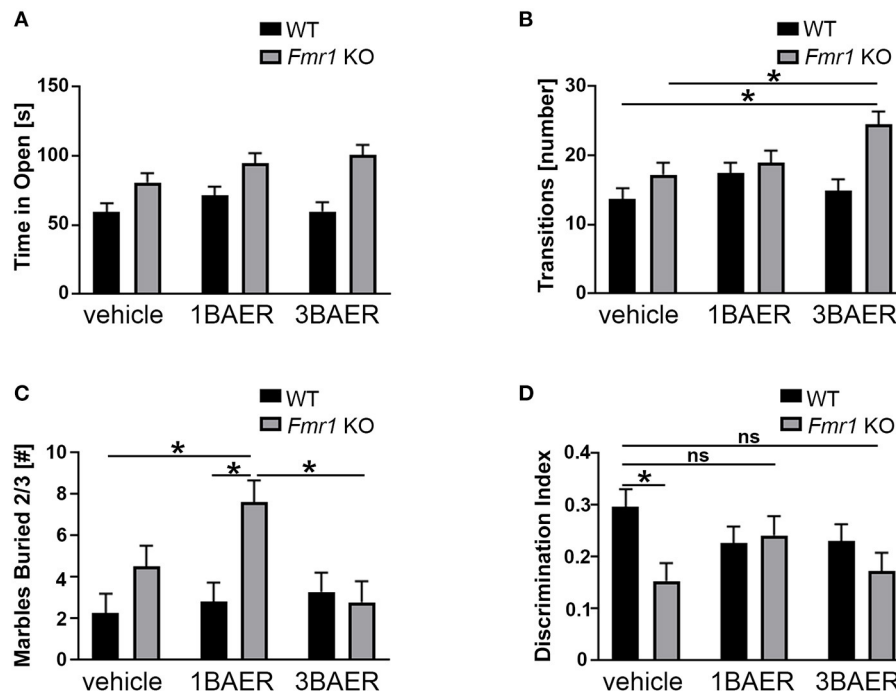 A
WT
Fmr1 KO
Time in Open [s]
150
100
50
0
vehicle 1BAER 3BAER
B
WT
Fmr1 KO
Transitions [number]
30
20
10
0
*
*
vehicle 1BAER 3BAER
C
WT
Fmr1 KO
Marbles Buried 2/3 [#]
10
8
6
4
2
0
*
*
*
vehicle 1BAER 3BAER
D
WT
Fmr1 KO
Discrimination Index
0.4
0.3
0.2
0.1
0
ns
ns
*
vehicle 1BAER 3BAER